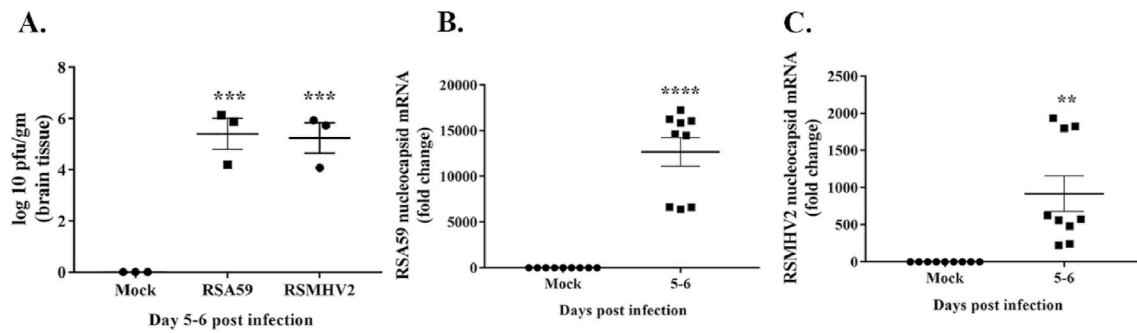 A.
log 10 pfu/gm
(brain tissue)
8
6
4
2
0
***
***
Mock
RSA59
RSMHV2
Day 5-6 post infection
B.
RSA59 nucleocapsid mRNA
(fold change)
20000
15000
10000
5000
0
****
Mock
5-6
Days post infection
C.
RSMHV2 nucleocapsid mRNA
(fold change)
2500
2000
1500
1000
500
0
**
Mock
5-6
Days post infection